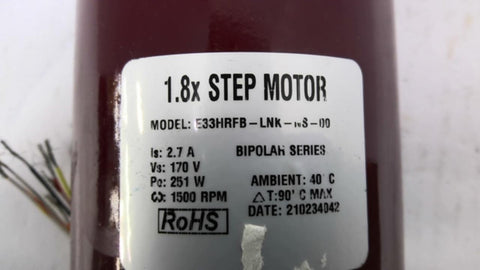 1.8x STEP MOTOR
MODEL: E33HRFB-LNK-NS-00
Is: 2.7 A BIPOLAR SERIES
Vs: 170 V
Po: 251 W AMBIENT: 40° C
ω: 1500 RPM △T:90° C MAX
RoHS DATE: 210234042